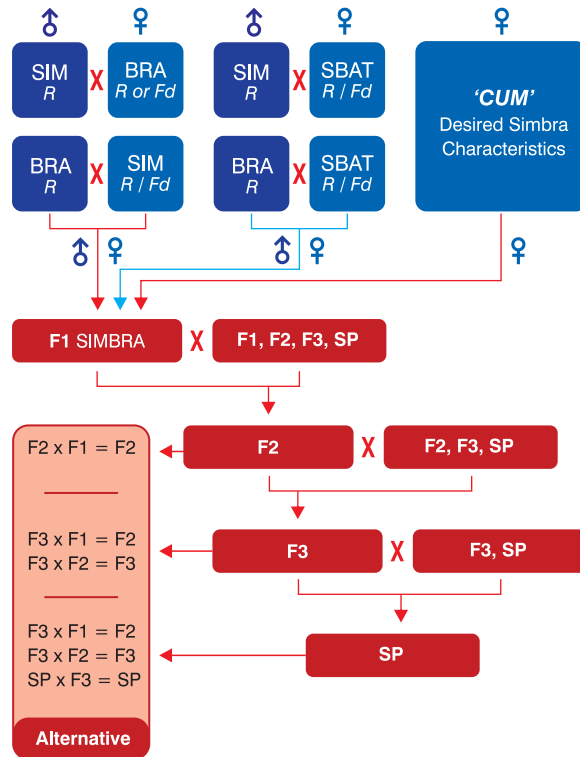 ♂ ♀ ♂ ♀ ♀
SIM
R
X
BRA
R or Fd
SIM
R
SBAT
R / Fd
'CUM'
Desired Simbra
Characteristics
BRA
R
X
SIM
R / Fd
BRA
R
X
SBAT
R / Fd
♂ ♀ ♂ ♀ ♀
F1 SIMBRA
X
F1, F2, F3, SP
F2 x F1 = F2
F2
X
F2, F3, SP
F3 x F1 = F2
F3 x F2 = F3
F3
X
F3, SP
F3 x F1 = F2
F3 x F2 = F3
SP x F3 = SP
SP
Alternative